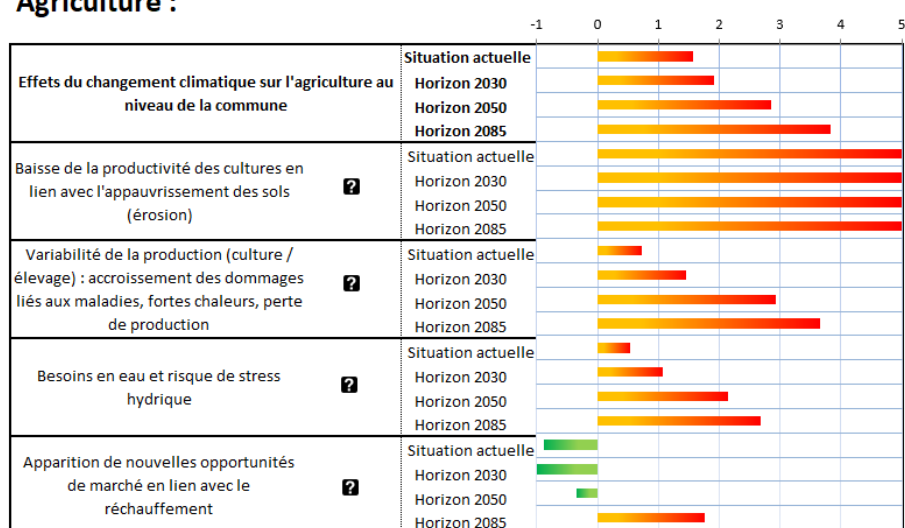 Agriculture :
-1 0 1 2 3 4 5
Effets du changement climatique sur l'agriculture au
niveau de la commune
Situation actuelle
Horizon 2030
Horizon 2050
Horizon 2085
Baisse de la productivité des cultures en
lien avec l'appauvrissement des sols
(érosion)
?
Situation actuelle
Horizon 2030
Horizon 2050
Horizon 2085
Variabilité de la production (culture /
élevage) : accroissement des dommages
liés aux maladies, fortes chaleurs, perte
de production
?
Situation actuelle
Horizon 2030
Horizon 2050
Horizon 2085
Besoins en eau et risque de stress
hydrique
?
Situation actuelle
Horizon 2030
Horizon 2050
Horizon 2085
Apparition de nouvelles opportunités
de marché en lien avec le
réchauffement
?
Situation actuelle
Horizon 2030
Horizon 2050
Horizon 2085